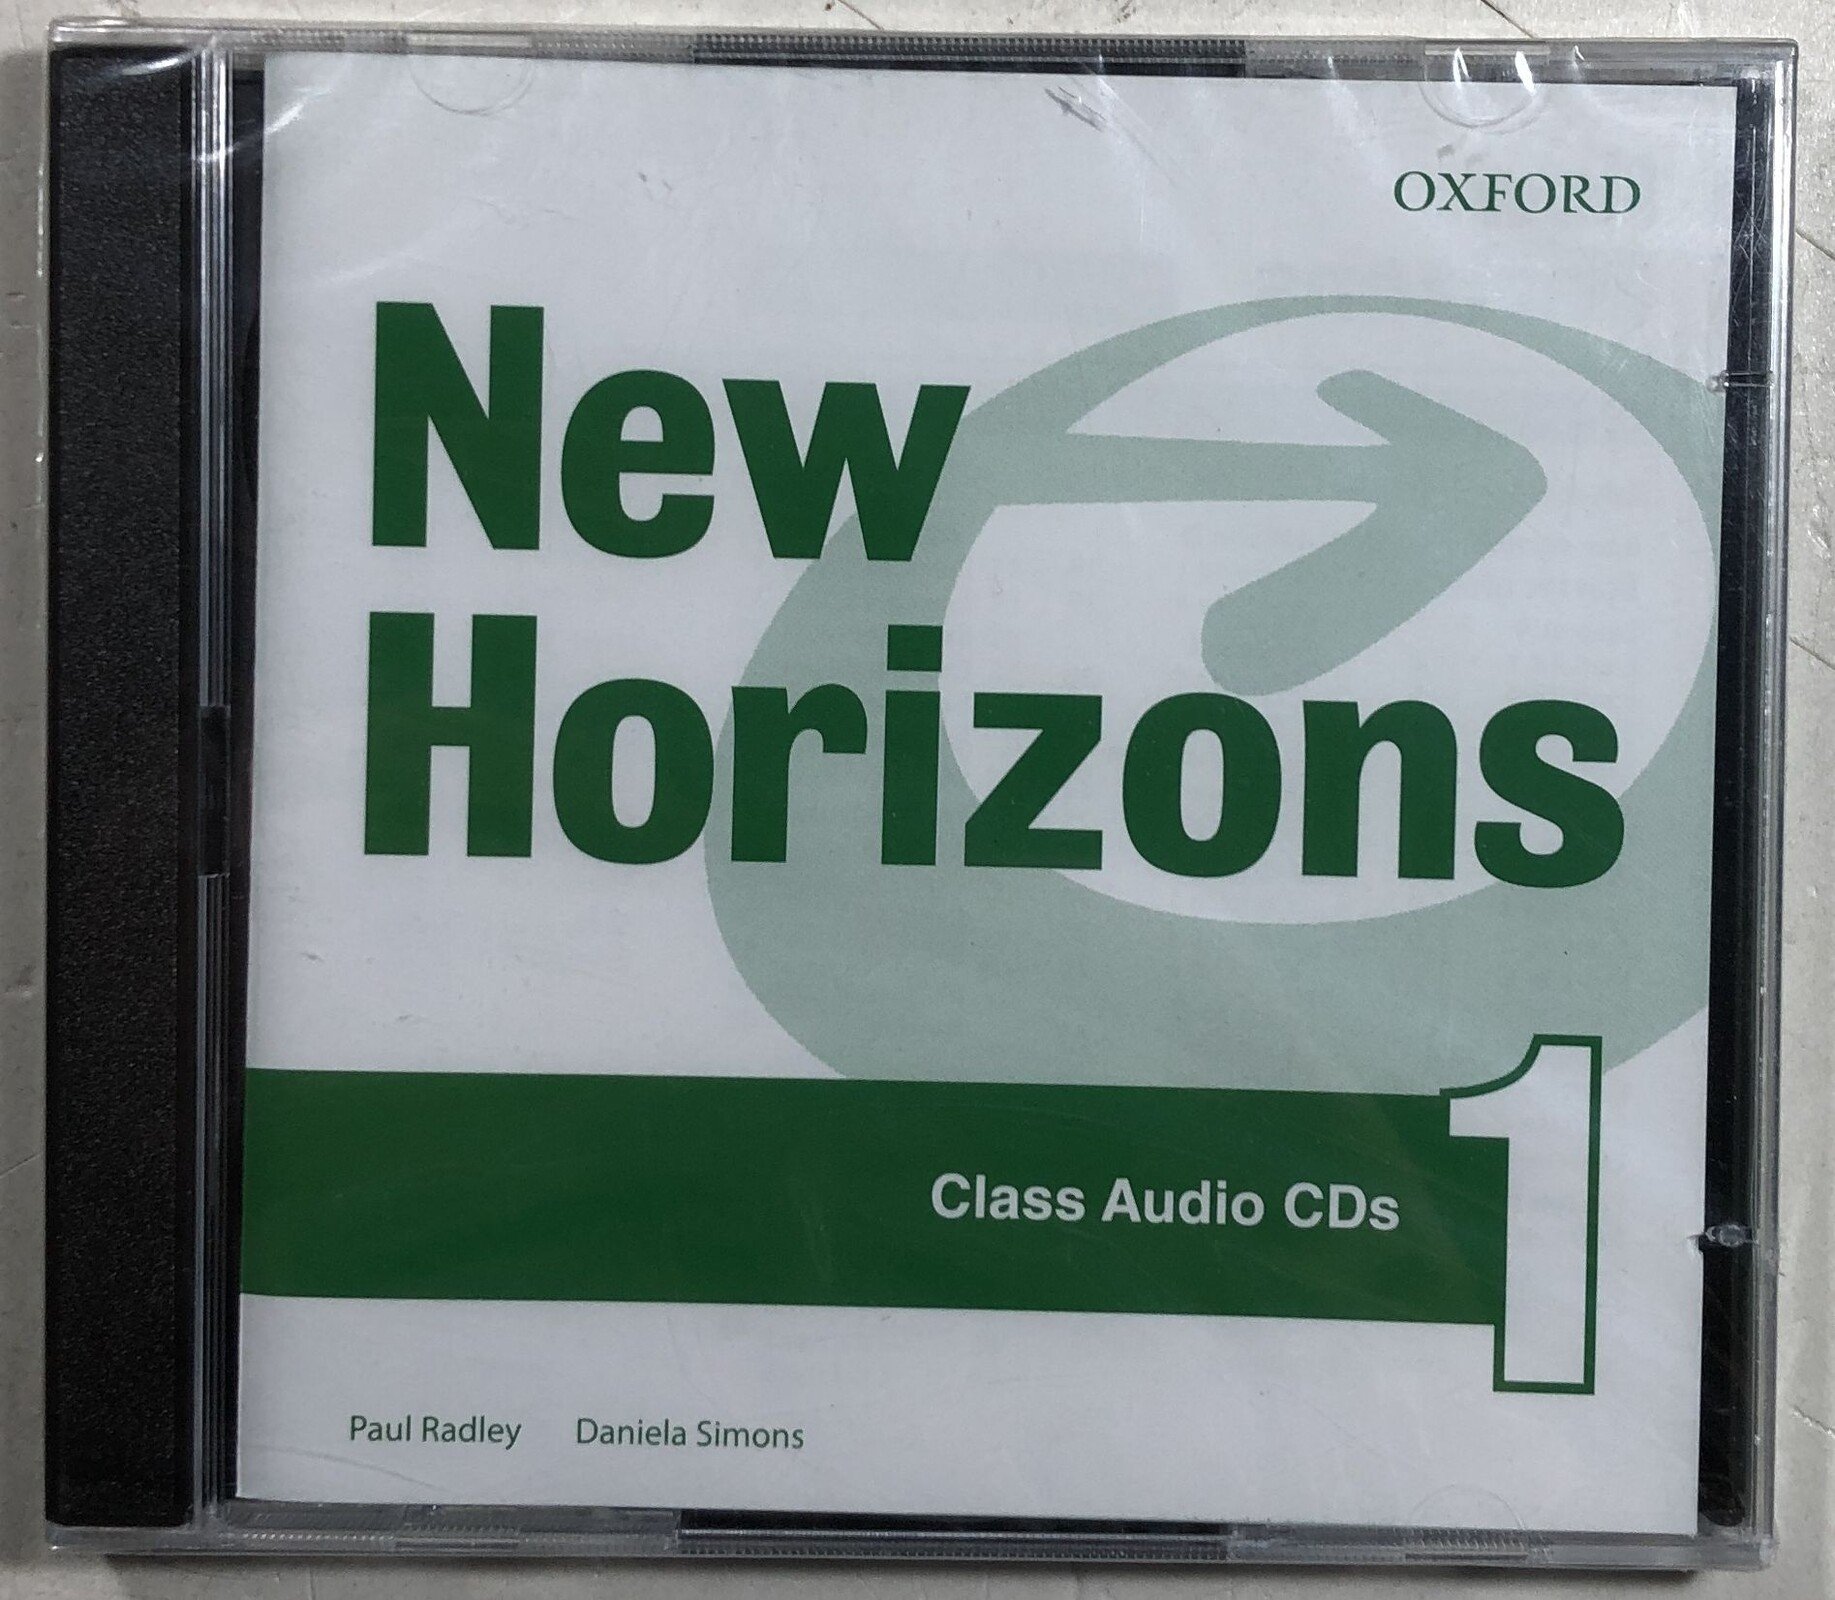 OXFORD
New
Horizons
Class Audio CDs
1
Paul Radley Daniela Simons